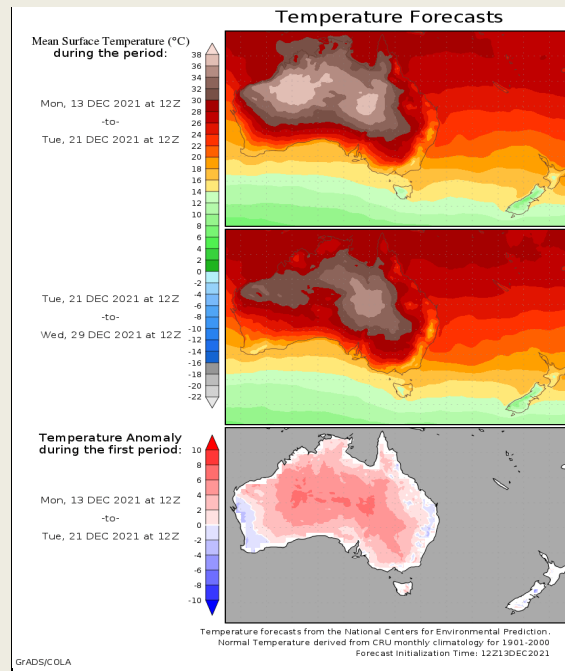 Temperature Forecasts
Mean Surface Temperature (°C)
during the period:
Mon, 13 DEC 2021 at 12Z
-to-
Tue, 21 DEC 2021 at 12Z
38
36
34
32
30
28
26
24
22
20
18
16
14
12
10
8
6
4
2
0
-2
-4
-6
-8
-10
-12
-14
-16
-18
-20
-22
Tue, 21 DEC 2021 at 12Z
-to-
Wed, 29 DEC 2021 at 12Z
Temperature Anomaly
during the first period:
Mon, 13 DEC 2021 at 12Z
-to-
Tue, 21 DEC 2021 at 12Z
10
8
6
4
2
0
-2
-4
-6
-8
-10
Temperature forecasts from the National Centers for Environmental Prediction.
Normal Temperature derived from CRU monthly climatology for 1901-2000
Forecast Initialization Time: 12Z13DEC2021
GrADS/COLA